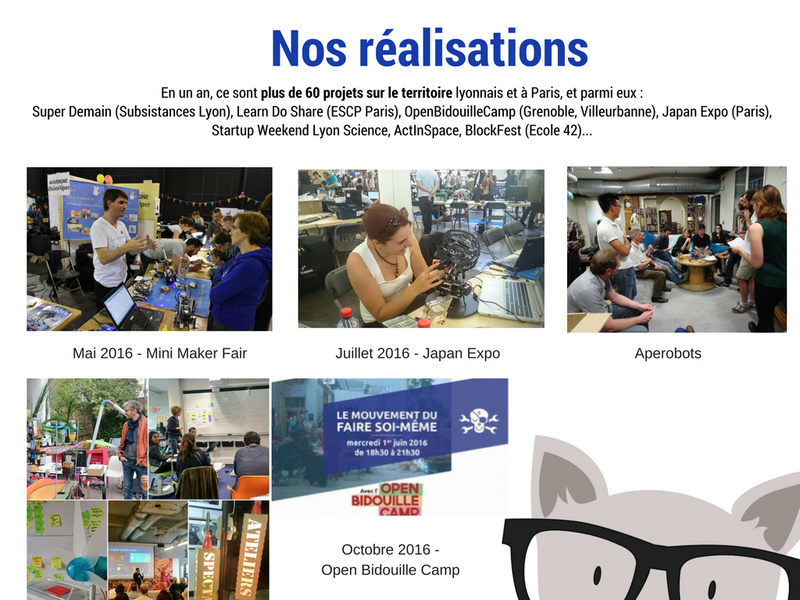 Nos réalisations
En un an, ce sont plus de 60 projets sur le territoire lyonnais et à Paris, et parmi eux :
Super Demain (Subsistances Lyon), Learn Do Share (ESCP Paris), OpenBidouilleCamp (Grenoble, Villeurbanne), Japan Expo (Paris),
Startup Weekend Lyon Science, ActInSpace, BlockFest (Ecole 42)...
AUVERGNE
Mai 2016 - Mini Maker Fair
Juillet 2016 - Japan Expo
Aperobots
LE MOUVEMENT DU
FAIRE SOI-MÊME
mercredi 1er juin 2016
de 18h30 à 21h30
Avec l'
OPEN
BIDOUILLE
CAMP
ATELIERS
SPECT
Octobre 2016 -
Open Bidouille Camp